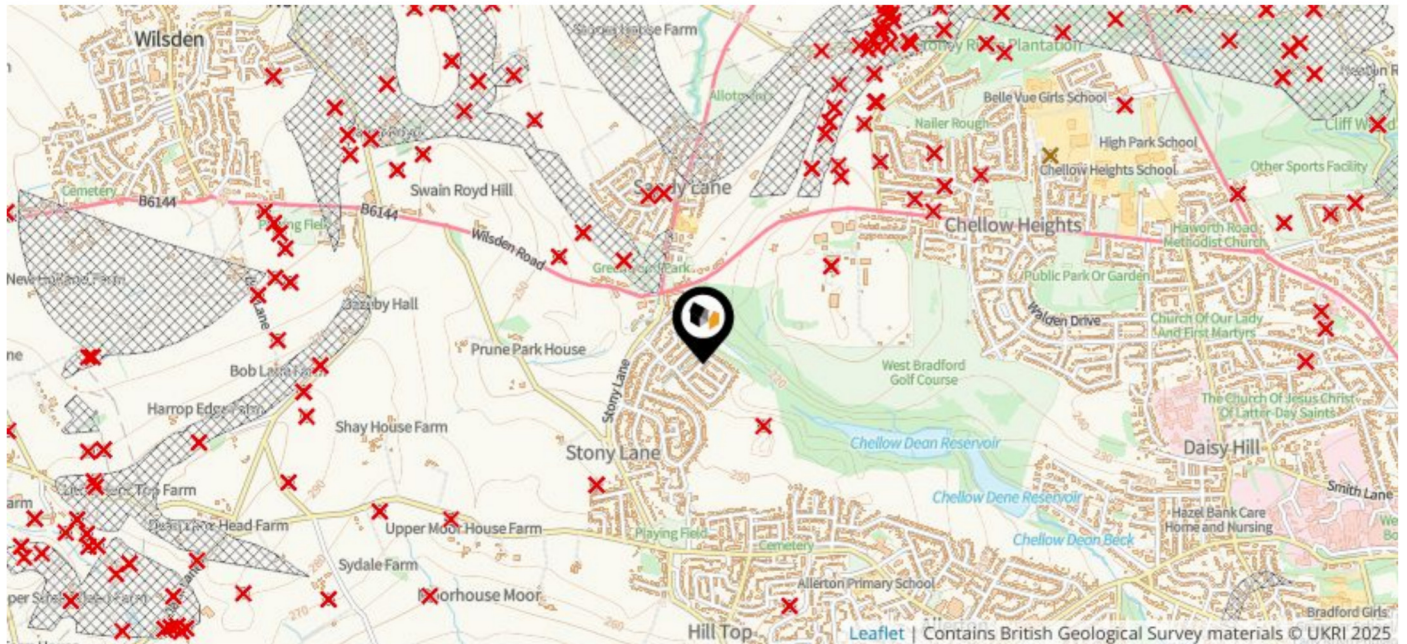 Wilsden
Belle Vue Girls School
Nailer Rough
High Park School
Cliff Wood
Other Sports Facility
Chellow Heights School
Swain Royd Hill
Sandy Lane
Cemetery
B6144
B6144
Playing Field
Wilsden Road
Chellow Heights
Haworth Road
Methodist Church
Public Park Or Garden
Walden Drive
Church Of Our Lady
And First Martyrs
Prune Park House
Stony Lane
West Bradford
Golf Course
220
The Church Of Jesus Christ
Of Latter-Day Saints
Harrop Edge Farm
Shay House Farm
Stony Lane
Chellow Dean Reservoir
Daisy Hill
Smith Lane
Chellow Dene Reservoir
Hazel Bank Care
Home and Nursing
Upper Moor House Farm
Playing Field
Cemetery
Chellow Dean Beck
Sydale Farm
Allerton Primary School
Moorhouse Moor
270
Bradford Girls
Hill Top
Leaflet | Contains British Geological Survey materials © UKRI 2025